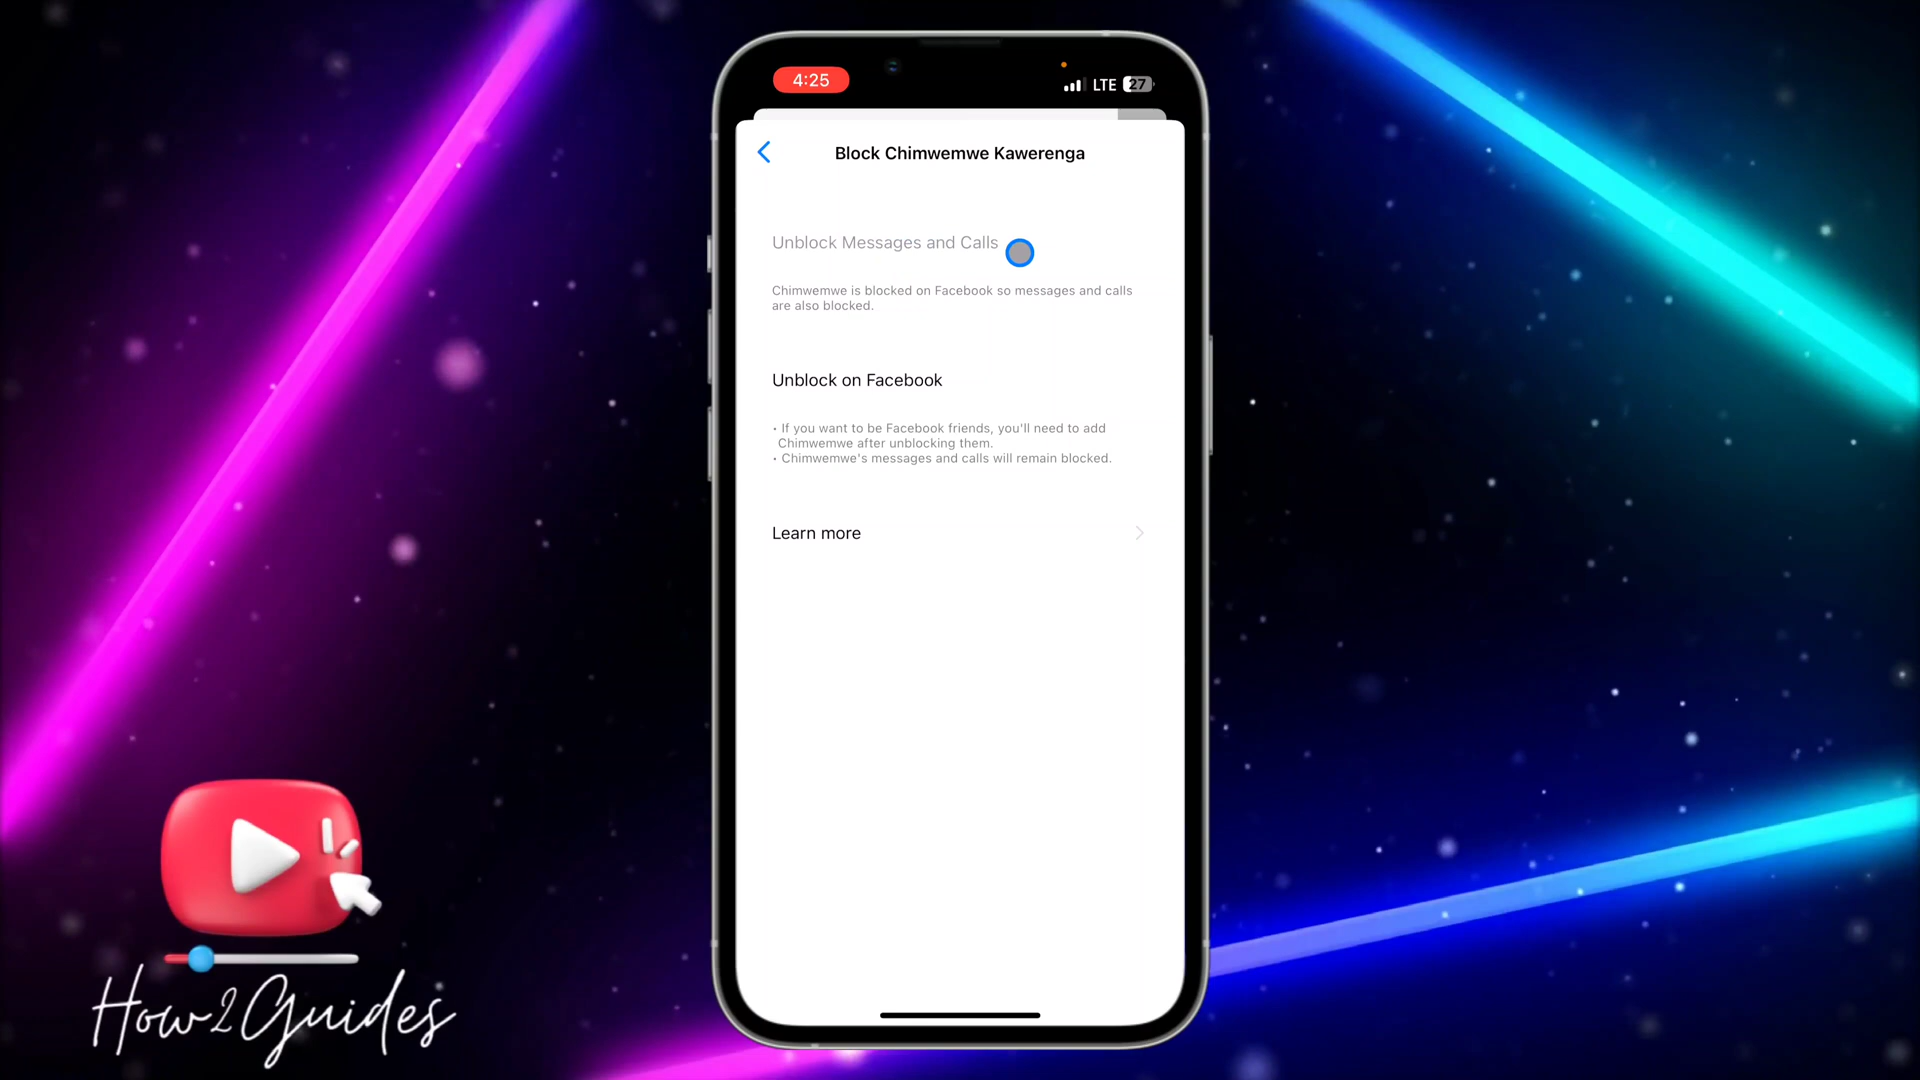 4:25
LTE 27
Block Chimwemwe Kawerenga
Unblock Messages and Calls
Chimwemwe is blocked on Facebook so messages and calls
are also blocked.
Unblock on Facebook
• If you want to be Facebook friends, you'll need to add
Chimwemwe after unblocking them.
• Chimwemwe's messages and calls will remain blocked.
Learn more
How2Guides